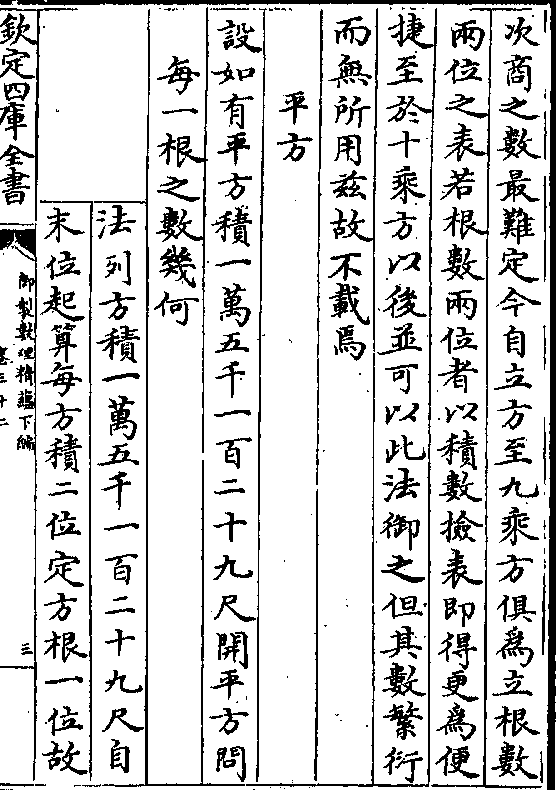 次商之數最難定今自立方至九乘方俱爲立根數
兩位之表若根數兩位者以積數撿表即得更爲便
捷至於十乘方以後並可以此法御之但其數繁衍
而無所用茲故不載焉
平方
設如有平方積一萬五千一百二十九尺開平方問
每一根之數幾何
法列方積一萬五千一百二十九尺自
末位起算每方積二位定方根一位故
欽定四庫全書
御製數理精蘊下編
卷三十二
三